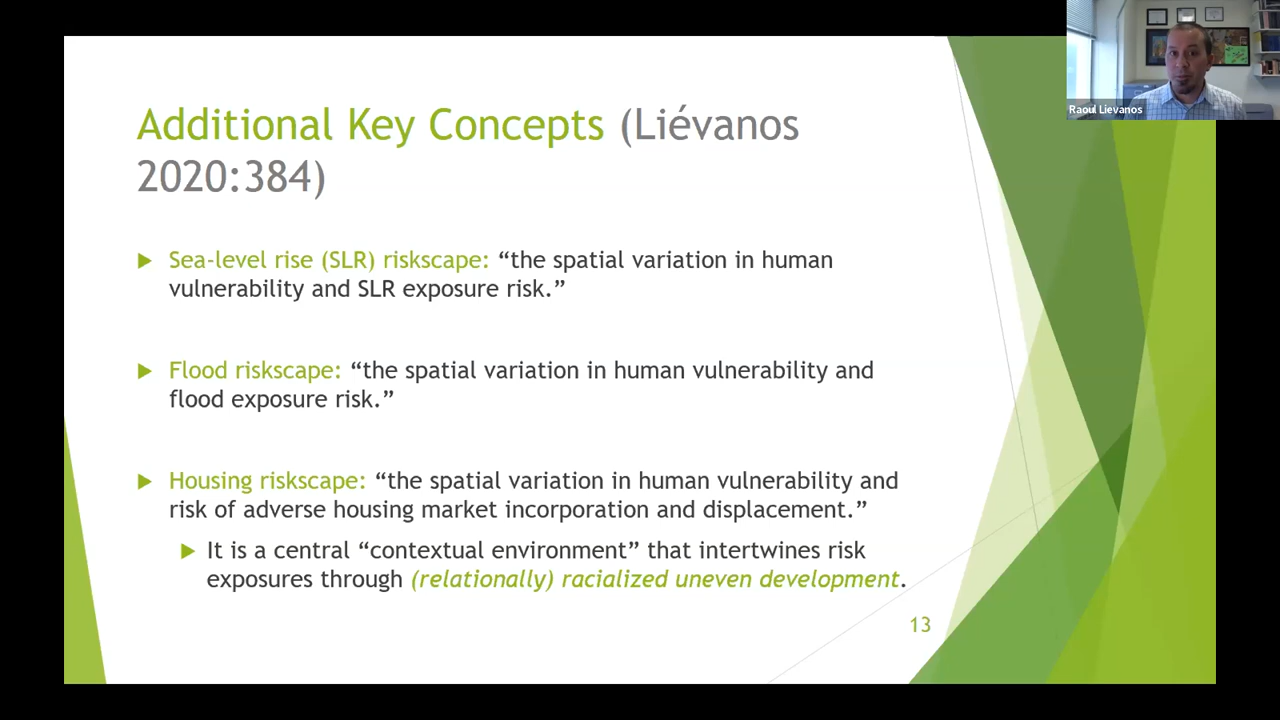 Raoul Lievanos
Additional Key Concepts (Liévanos
2020:384)
Sea-level rise (SLR) riskscape: “the spatial variation in human
vulnerability and SLR exposure risk.”
Flood riskscape: “the spatial variation in human vulnerability and
flood exposure risk.”
Housing riskscape: “the spatial variation in human vulnerability and
risk of adverse housing market incorporation and displacement.”
It is a central “contextual environment” that intertwines risk
exposures through (relationally) racialized uneven development.
13